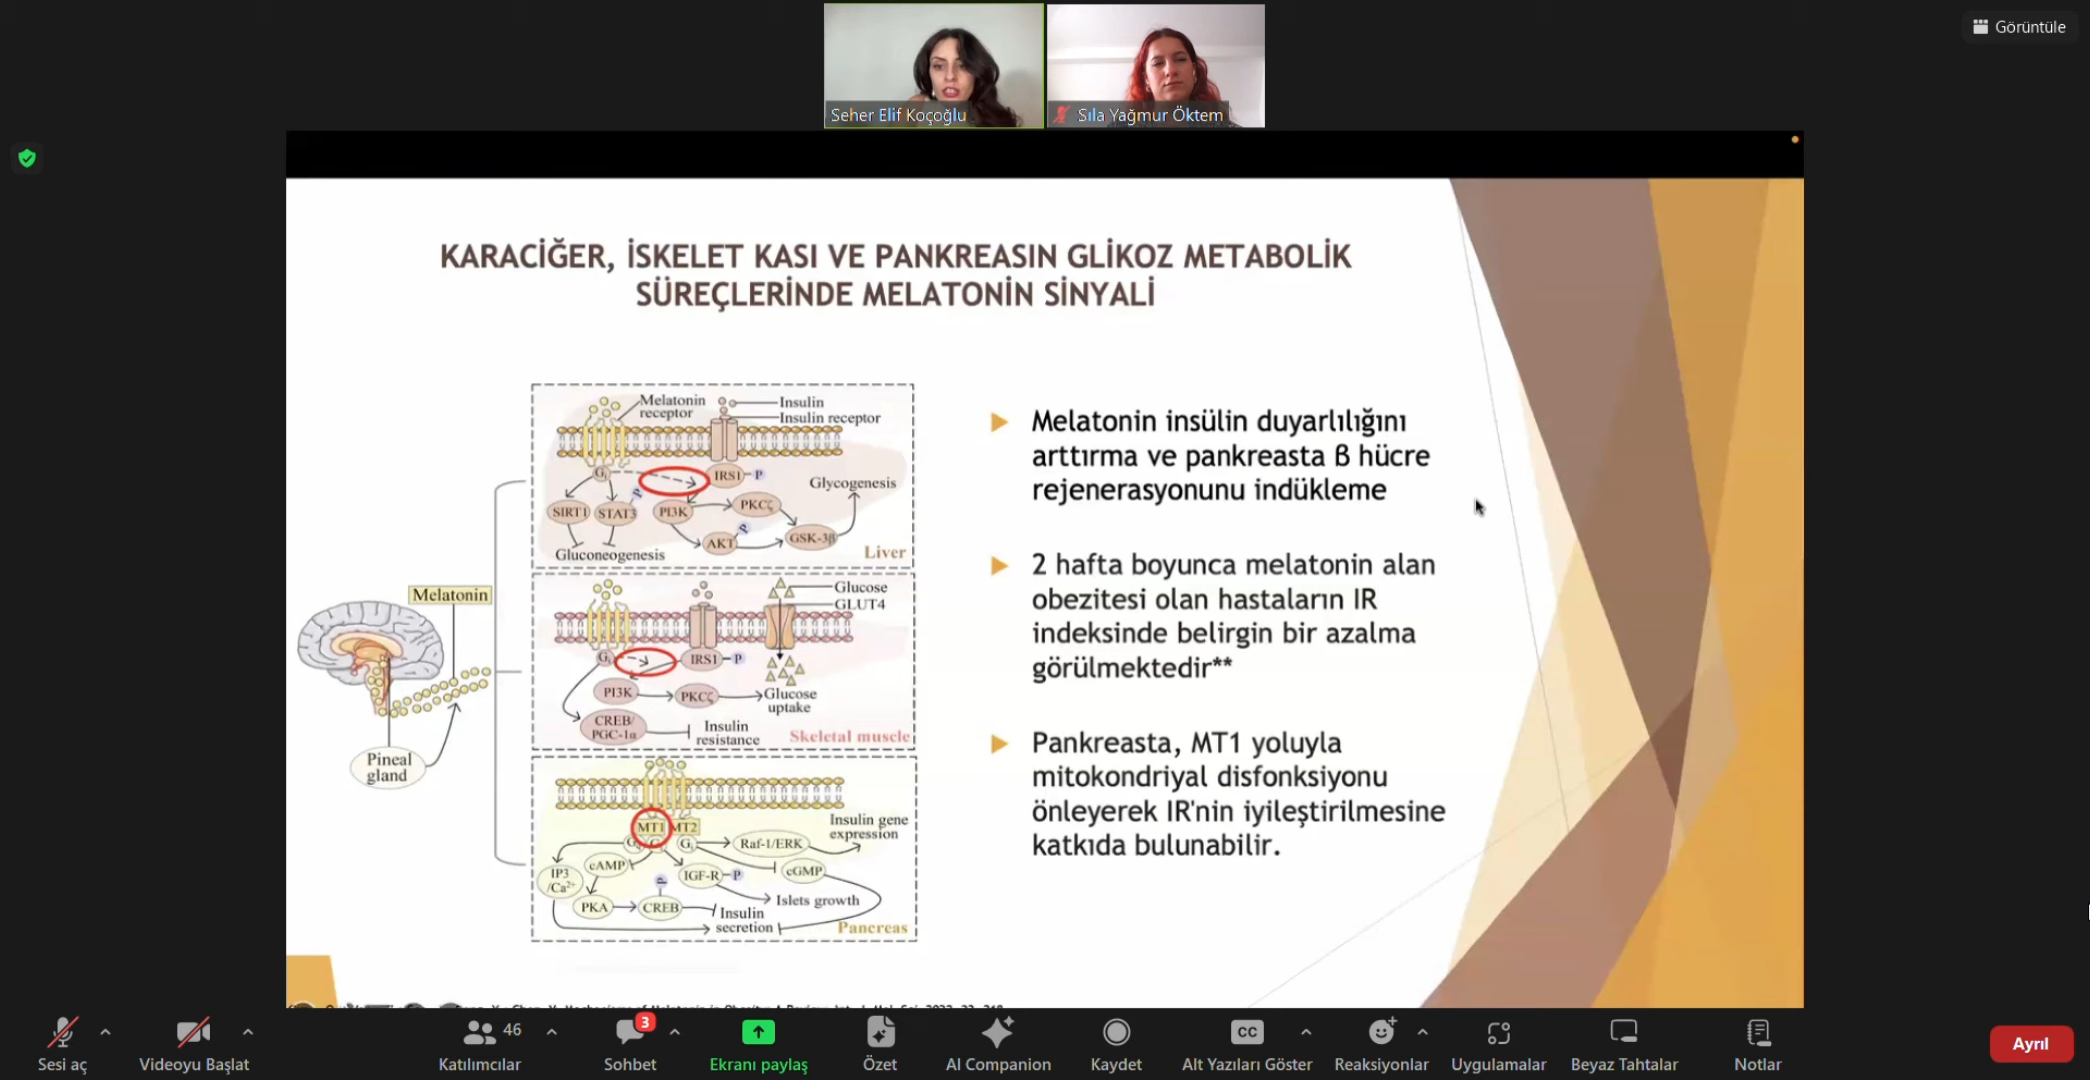 Görüntüle
Seher Elif Koçoğlu
Sıla Yağmur Öktem
KARACİĞER, İSKELET KASI VE PANKREASIN GLİKOZ METABOLİK
SÜREÇLERİNDE MELATONİN SİNYALİ
Melatonin
Pineal
gland
Melatonin
receptor
Insulin
Insulin receptor
Gi
IRS1
P
Glycogenesis
P
SIRT1
STAT3
PI3K
PKCζ
P
AKT
GSK-3β
Gluconeogenesis
Liver
Glucose
GLUT4
Gi
IRS1
P
PI3K
PKCζ
Glucose
uptake
CREB/
PGC-1α
Insulin
resistance
Skeletal muscle
MT1
MT2
Insulin gene
expression
Gi
Raf-1/ERK
cAMP
IP3
/Ca2+
IGF-R
P
cGMP
P
Islets growth
PKA
CREB
Insulin
secretion
Pancreas
Melatonin insülin duyarlılığını
arttırma ve pankreasta ß hücre
rejenerasyonunu indükleme
2 hafta boyunca melatonin alan
obezitesi olan hastaların IR
indeksinde belirgin bir azalma
görülmektedir**
Pankreasta, MT1 yoluyla
mitokondriyal disfonksiyonu
önleyerek IR'nin iyileştirilmesine
katkıda bulunabilir.
Sesi aç
Videoyu Başlat
46
Katılımcılar
3
Sohbet
Ekranı paylaş
Özet
AI Companion
Kaydet
CC
Alt Yazıları Göster
Reaksiyonlar
Uygulamalar
Beyaz Tahtalar
Notlar
Ayrıl